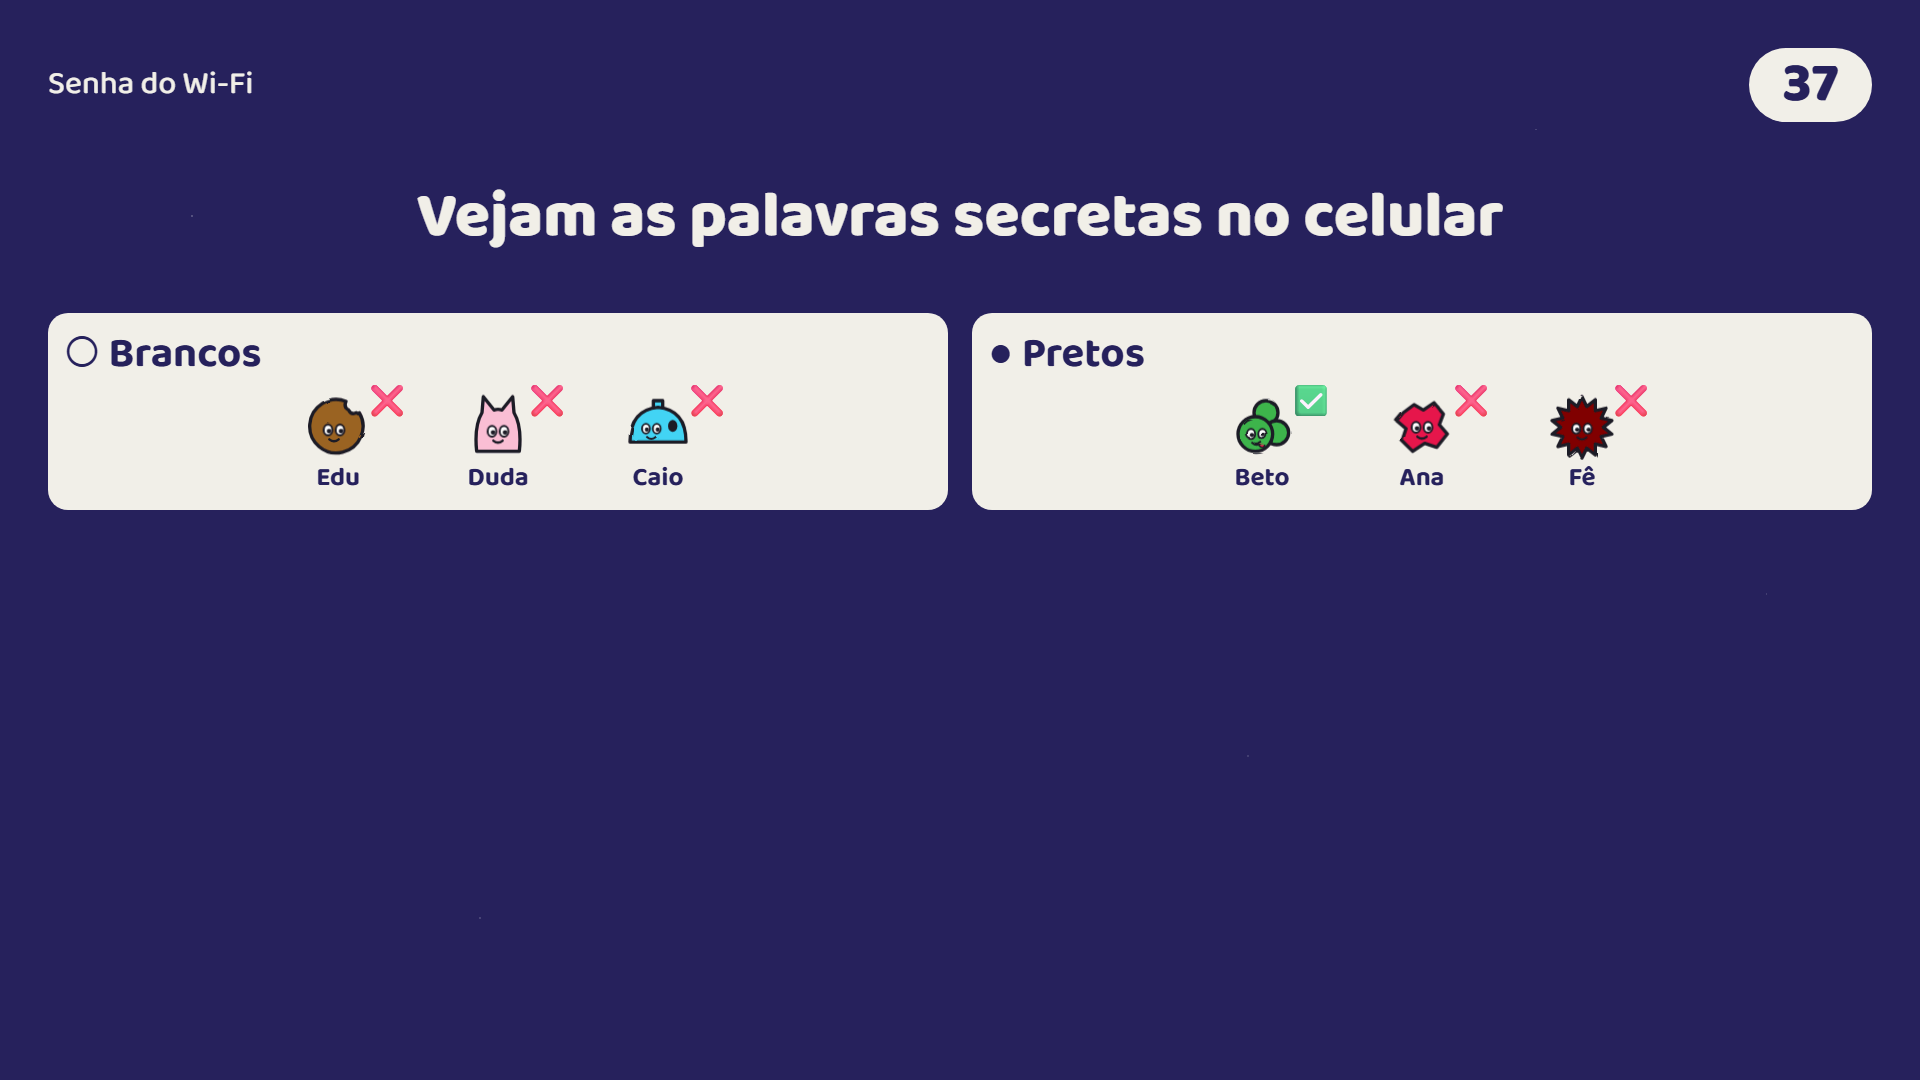 Senha do Wi-Fi
37
Vejam as palavras secretas no celular
Brancos
Edu
Duda
Caio
Pretos
Beto
Ana
Fê